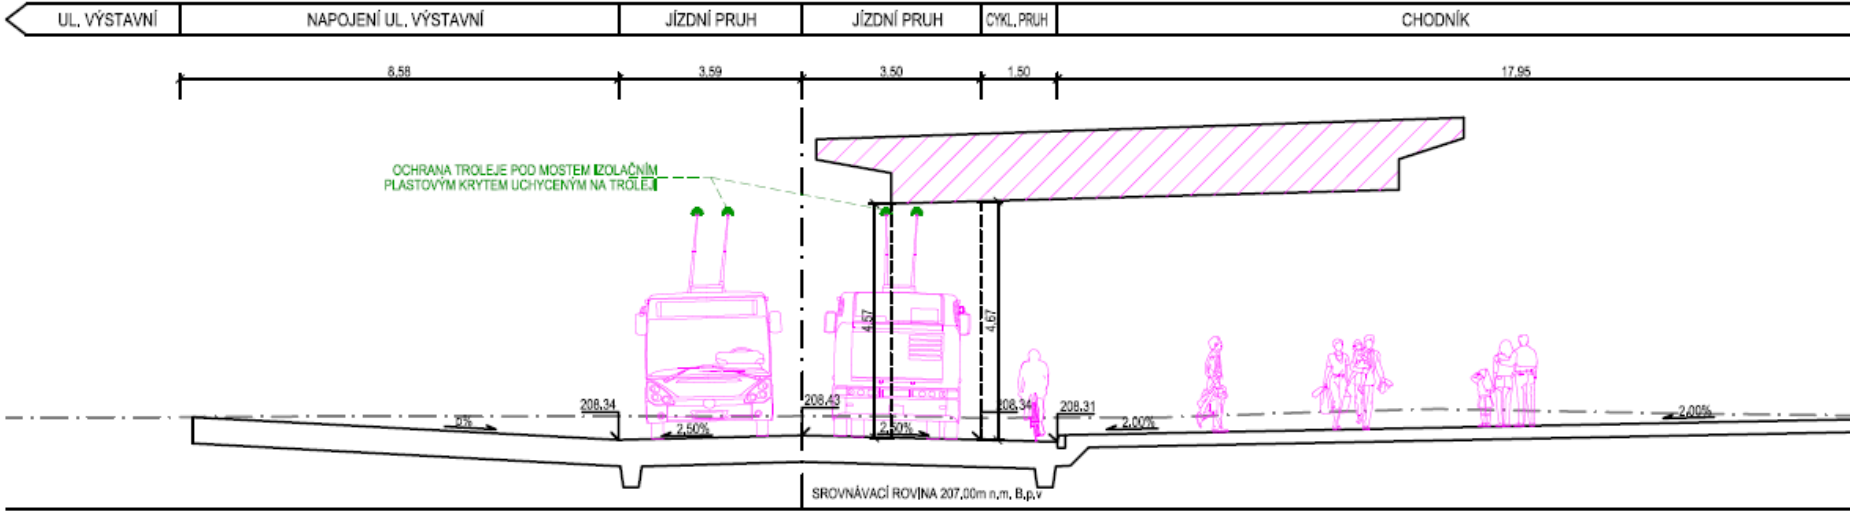 UL. VÝSTAVNÍ
NAPOJENÍ UL. VÝSTAVNÍ
JÍZDNÍ PRUH
JÍZDNÍ PRUH
CYKL. PRUH
CHODNÍK
8.58
3.59
3.50
1.50
17.95
OCHRANA TROLEJE POD MOSTEM IZOLAČNÍM
PLASTOVÝM KRYTEM UCHYCENÝM NA TROLEJI
4.57
4.67
208.34
208.43
208.34
208.31
2.50%
2.50%
2.00%
2.00%
SROVNÁVACÍ ROVINA 207.00m n.m. B.p.v